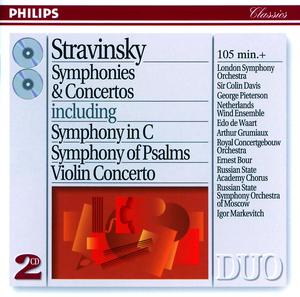 PHILIPS
Classics
Stravinsky
Symphonies
& Concertos
including
Symphony in C
Symphony of Psalms
Violin Concerto
105 min.+
London Symphony
Orchestra
Sir Colin Davis
George Pieterson
Netherlands
Wind Ensemble
Edo de Waart
Arthur Grumiaux
Royal Concertgebouw
Orchestra
Ernest Bour
Russian State
Academy Chorus
Russian State
Symphony Orchestra
of Moscow
Igor Markevitch
2 CD
DUO